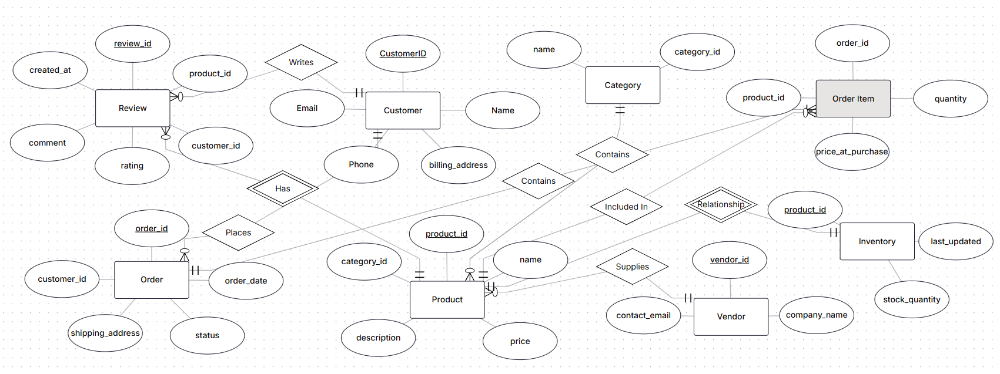 review_id
created_at
product_id
Review
comment
rating
customer_id
Writes
CustomerID
Email
Customer
Name
Phone
billing_address
name
category_id
Category
order_id
product_id
Order Item
quantity
price_at_purchase
Contains
Contains
Has
Included In
Relationship
product_id
Inventory
last_updated
stock_quantity
order_id
Places
customer_id
Order
order_date
shipping_address
status
product_id
category_id
name
Product
description
price
Supplies
vendor_id
contact_email
Vendor
company_name